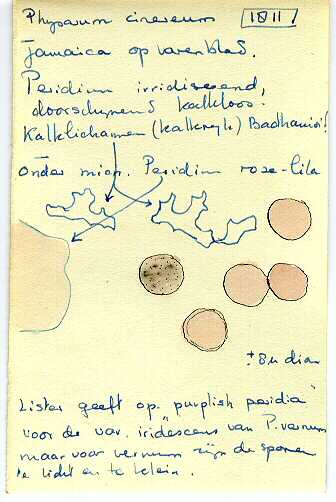 Physarum cinereum 1811
Jamaica op varenblad.
Peridium irridiserend,
doorschijnend kalkloos.
Kalklichamen (kalkrijk) Badhamia!
onder micr. Peridium rose-lila
± 8 µ diam
Lister geeft op "purplish peridia"
voor de var. iridescens van P. vernum
maar voor vernum zijn de sporen
te licht en te klein.